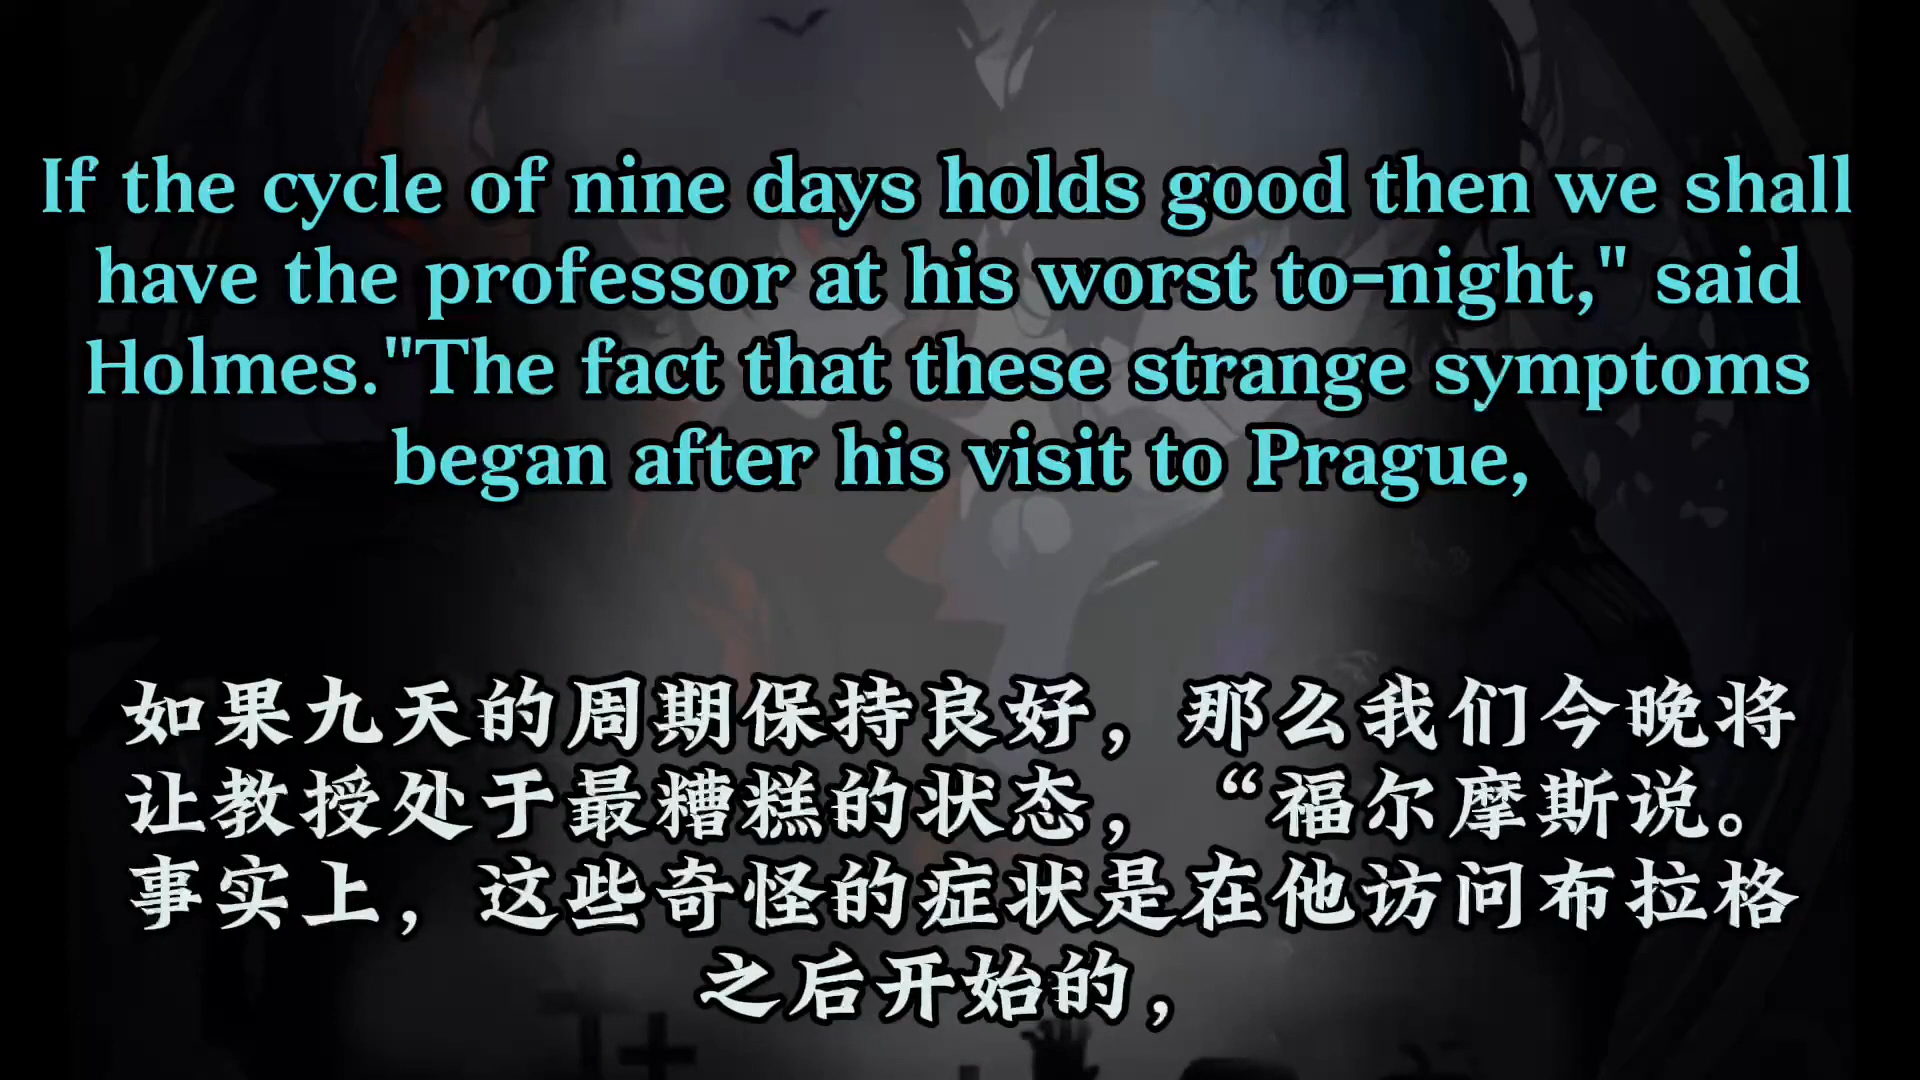 If the cycle of nine days holds good then we shall
have the professor at his worst to-night," said
Holmes."The fact that these strange symptoms
began after his visit to Prague,
如果九天的周期保持良好，那么我们今晚将
让教授处于最糟糕的状态，“福尔摩斯说。
事实上，这些奇怪的症状是在他访问布拉格
之后开始的，